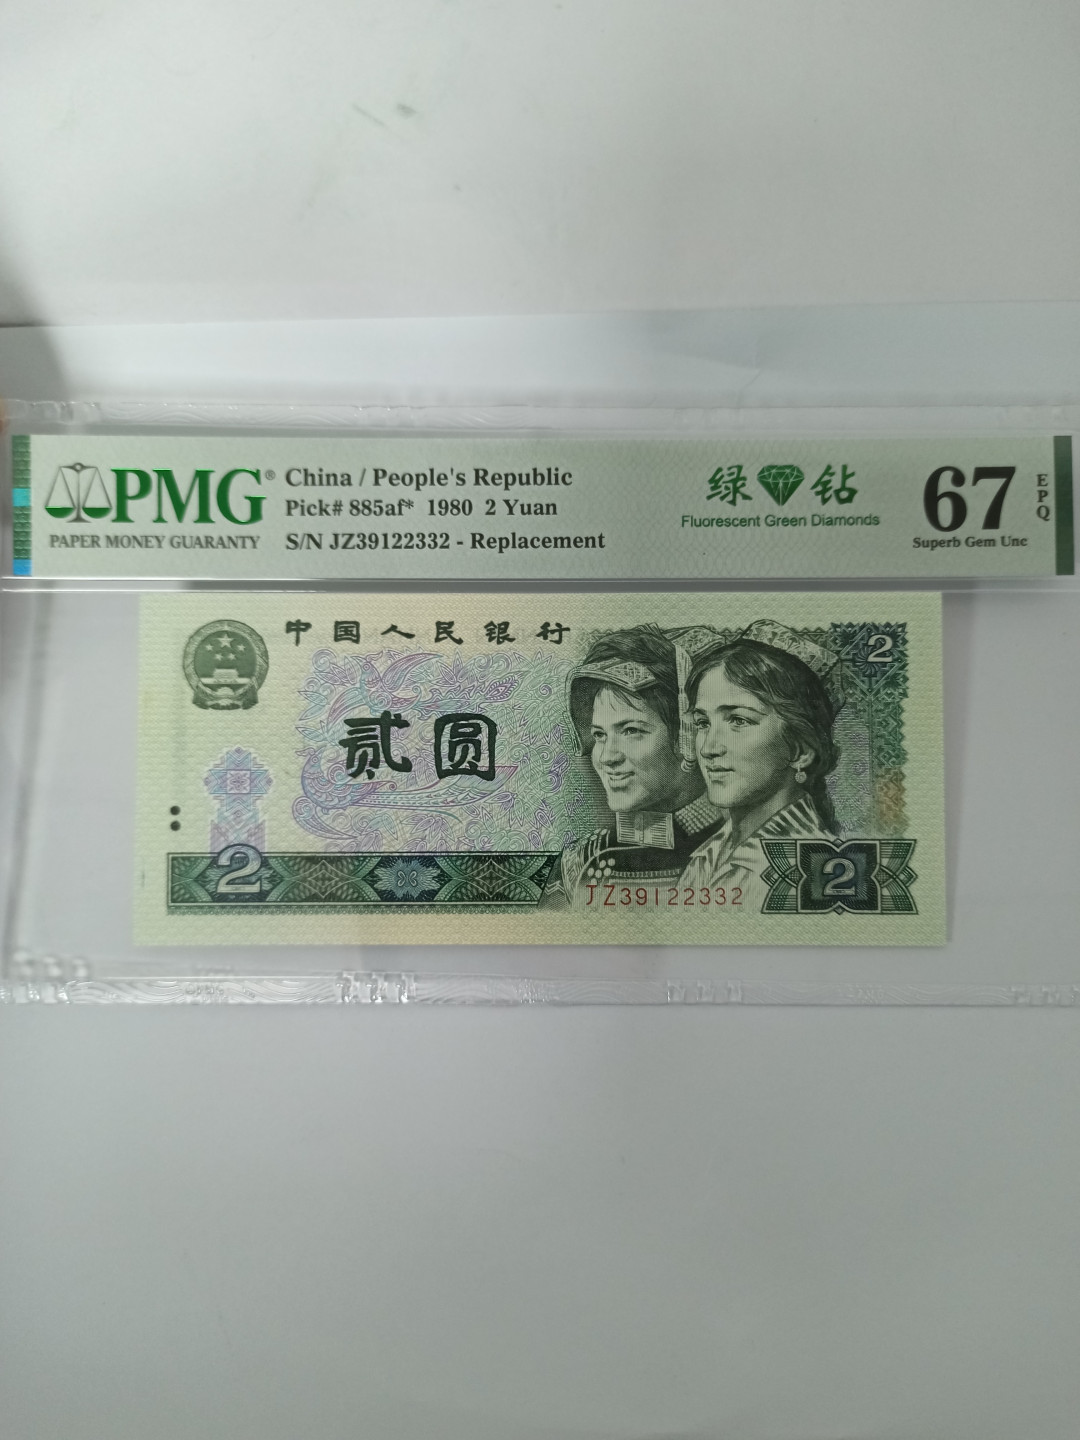 PMG®
PAPER MONEY GUARANTY
China / People's Republic
Pick# 885af* 1980 2 Yuan
S/N JZ39122332 - Replacement
绿钻
Fluorescent Green Diamonds
67
EPQ
Superb Gem Unc
中国人民银行
2
贰圆
2
JZ39122332
2